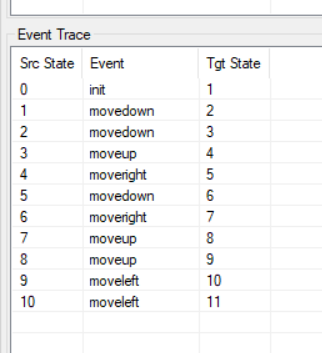 Event Trace
Src State Event Tgt State
0 init 1
1 movedown 2
2 movedown 3
3 moveup 4
4 moveright 5
5 movedown 6
6 moveright 7
7 moveup 8
8 moveup 9
9 moveleft 10
10 moveleft 11